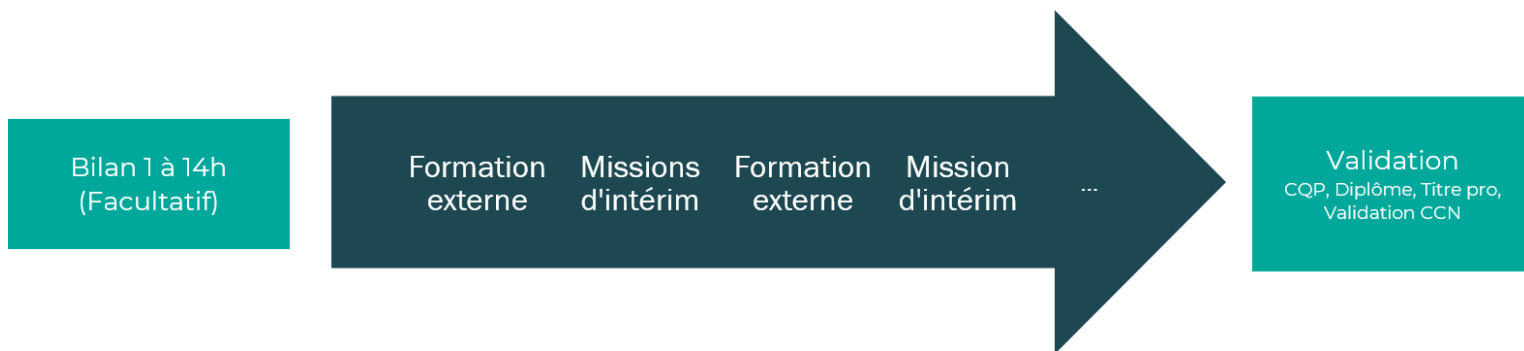 Bilan 1 à 14h
(Facultatif)
Formation
externe
Missions
d'intérim
Formation
externe
Mission
d'intérim
...
Validation
CQP, Diplôme, Titre pro,
Validation CCN